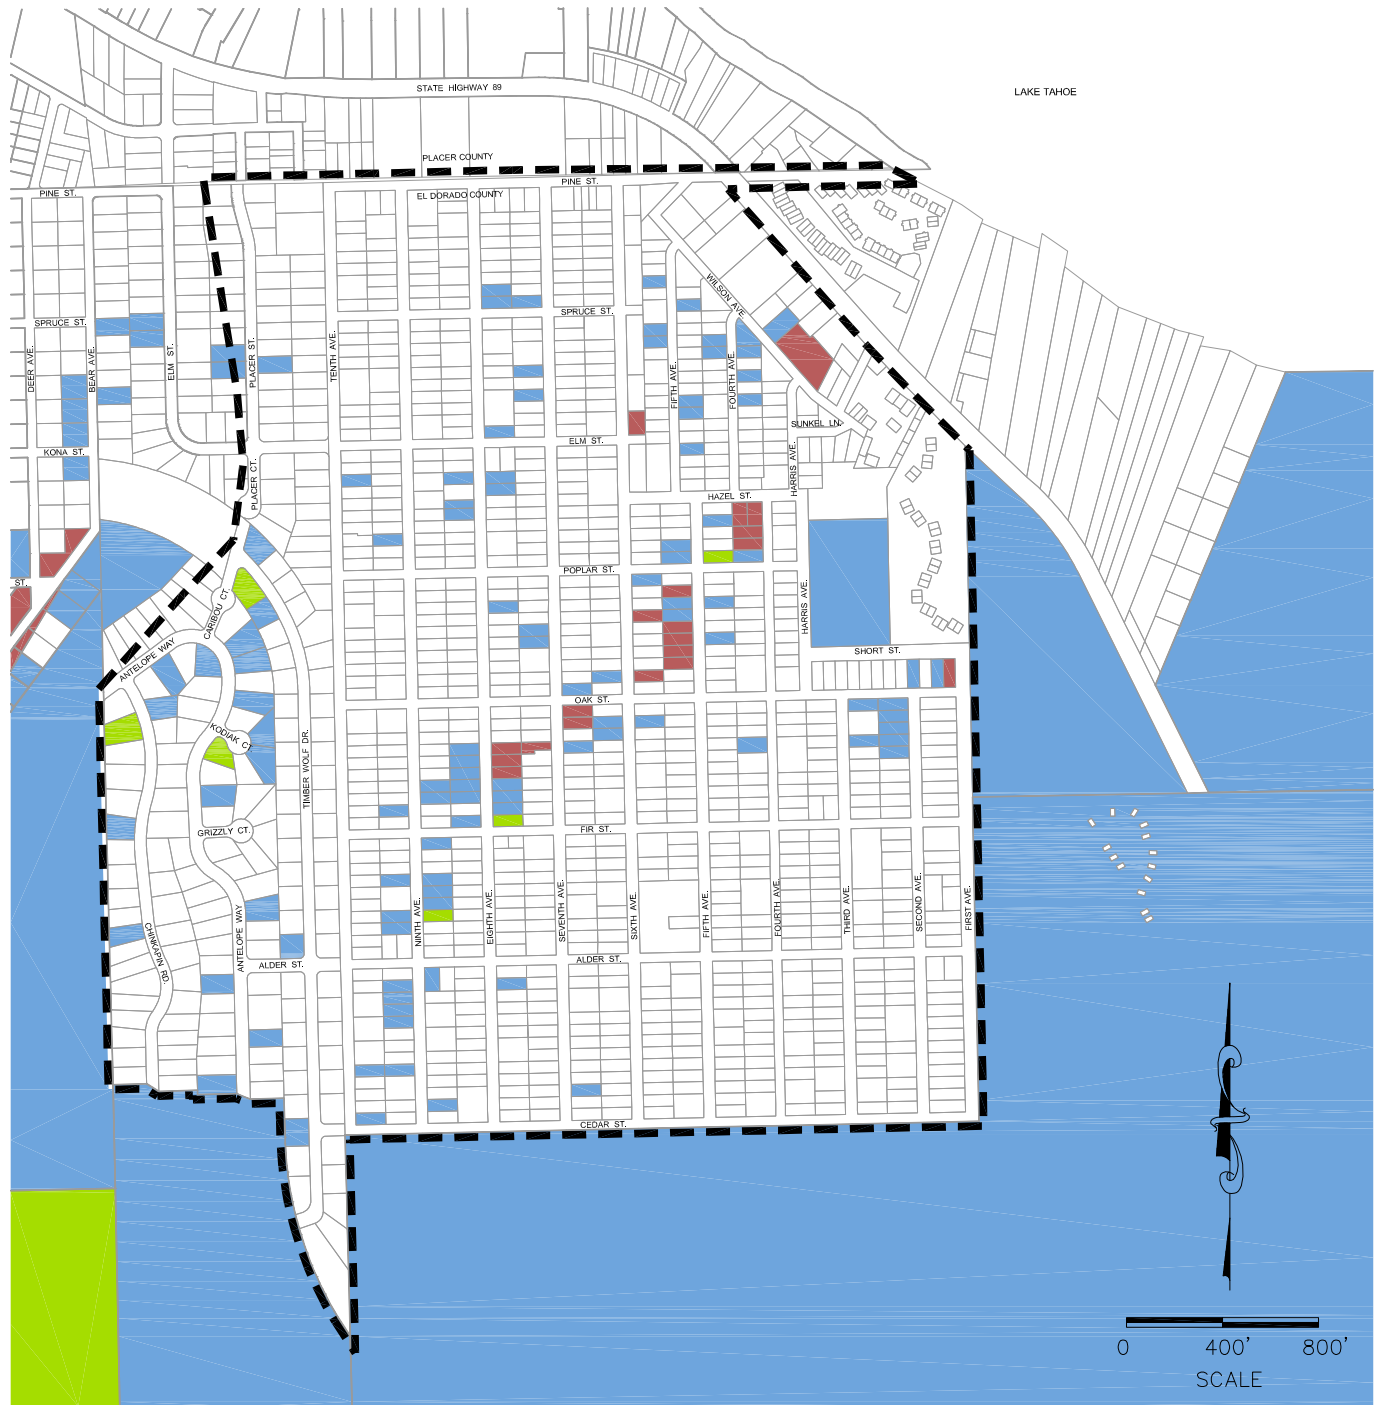 LAKE TAHOE
STATE HIGHWAY 89
PLACER COUNTY
PINE ST.
EL DORADO COUNTY
PINE ST.
WILSON AVE.
SPRUCE ST.
SPRUCE ST.
DEER AVE.
BEAR AVE.
ELM ST.
PLACER ST.
TENTH AVE.
FIFTH AVE.
FOURTH AVE.
SUNKEL LN.
ELM ST.
KONA ST.
PLACER CT.
HARRIS AVE.
HAZEL ST.
POPLAR ST.
ST.
CARIBOU CT.
HARRIS AVE.
ANTELOPE WAY
SHORT ST.
OAK ST.
KODIAK CT
TIMBER WOLF DR.
GRIZZLY CT.
FIR ST.
CHINKAPIN RD.
ANTELOPE WAY
NINTH AVE.
EIGHTH AVE.
SEVENTH AVE.
SIXTH AVE.
FIFTH AVE.
FOURTH AVE.
THIRD AVE.
SECOND AVE.
FIRST AVE.
ALDER ST.
ALDER ST.
CEDAR ST.
0 400' 800'
SCALE